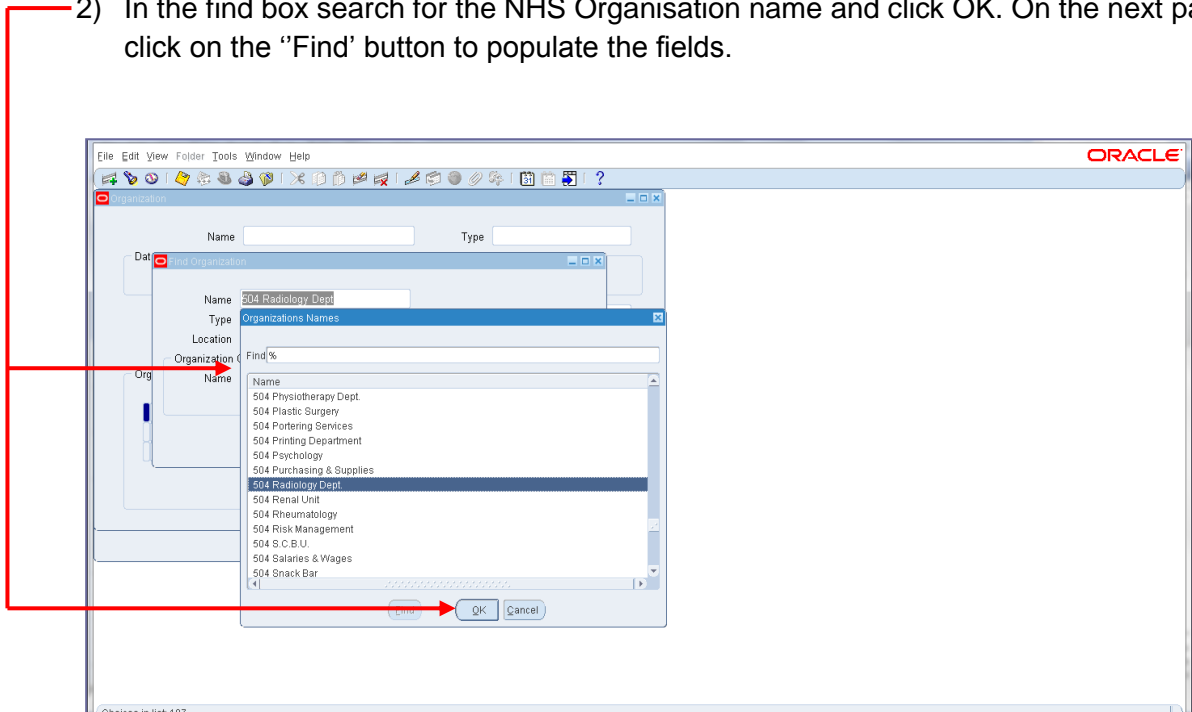 2) In the find box search for the NHS Organisation name and click OK. On the next
click on the ‘’Find’ button to populate the fields.
File Edit View Folder Tools Window Help
ORACLE
Organization
Name
Type
Find Organization
Name 504 Radiology Dept
Type
Location
Organization
Name
Organizations Names
Find %
Name
504 Physiotherapy Dept.
504 Plastic Surgery
504 Portering Services
504 Printing Department
504 Psychology
504 Purchasing & Supplies
504 Radiology Dept.
504 Renal Unit
504 Rheumatology
504 Risk Management
504 S.C.B.U.
504 Salaries & Wages
504 Snack Bar
Find
OK
Cancel